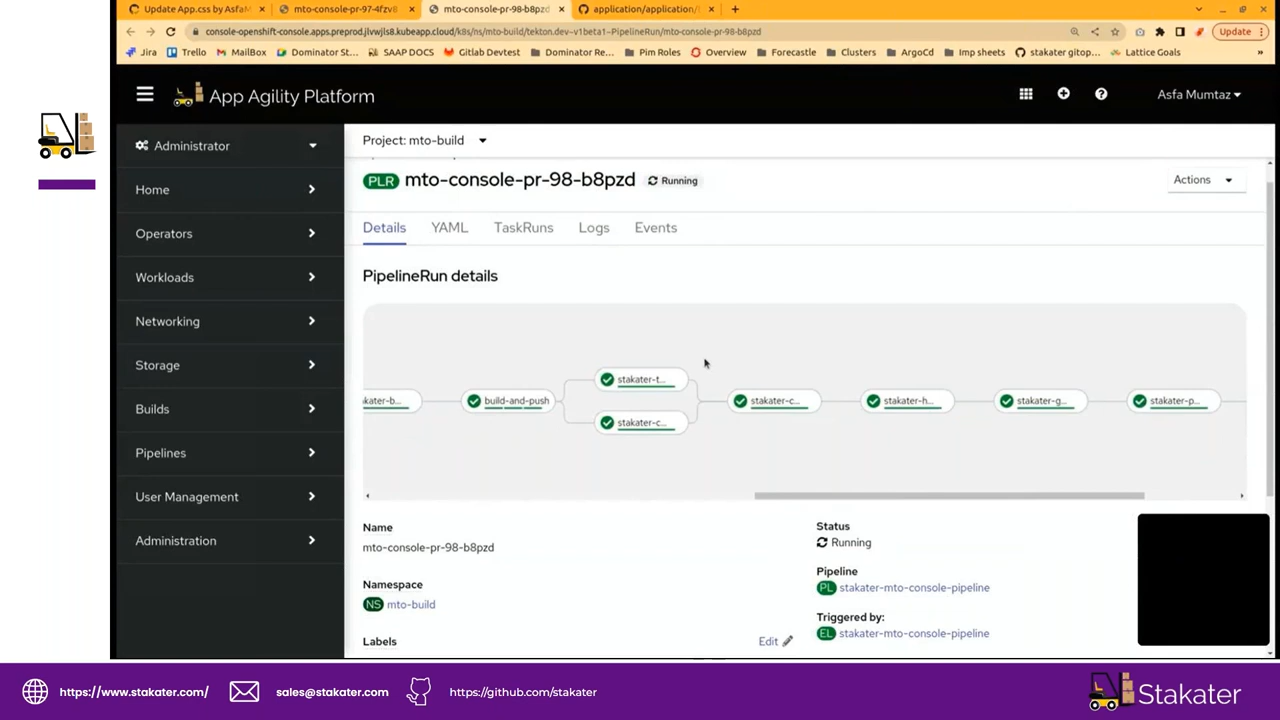 Update App.css by AsfaM
mto-console-pr-97-4fzv8
mto-console-pr-98-b8pzd
application/application/
console-openshift-console.apps.preprod.jlvwjls8.kubeapp.cloud/k8s/ns/mto-build/tekton.dev~v1beta1~PipelineRun/mto-console-pr-98-b8pzd
Update
Jira
Trello
MailBox
Dominator St...
SAAP DOCS
Gitlab Devtest
Dominator Re...
Pim Roles
Overview
Forecastle
Clusters
ArgoCd
Imp sheets
stakater gitop...
Lattice Goals
»
App Agility Platform
Asfa Mumtaz
Administrator
Home
Operators
Workloads
Networking
Storage
Builds
Pipelines
User Management
Administration
Project: mto-build
PLR mto-console-pr-98-b8pzd Running
Actions
Details YAML TaskRuns Logs Events
PipelineRun details
kater-b...
build-and-push
stakater-t...
stakater-c...
stakater-c...
stakater-h...
stakater-g...
stakater-p...
Name
mto-console-pr-98-b8pzd
Namespace
NS mto-build
Labels
Edit
Status
Running
Pipeline
PL stakater-mto-console-pipeline
Triggered by:
EL stakater-mto-console-pipeline
https://www.stakater.com/
sales@stakater.com
https://github.com/stakater
Stakater